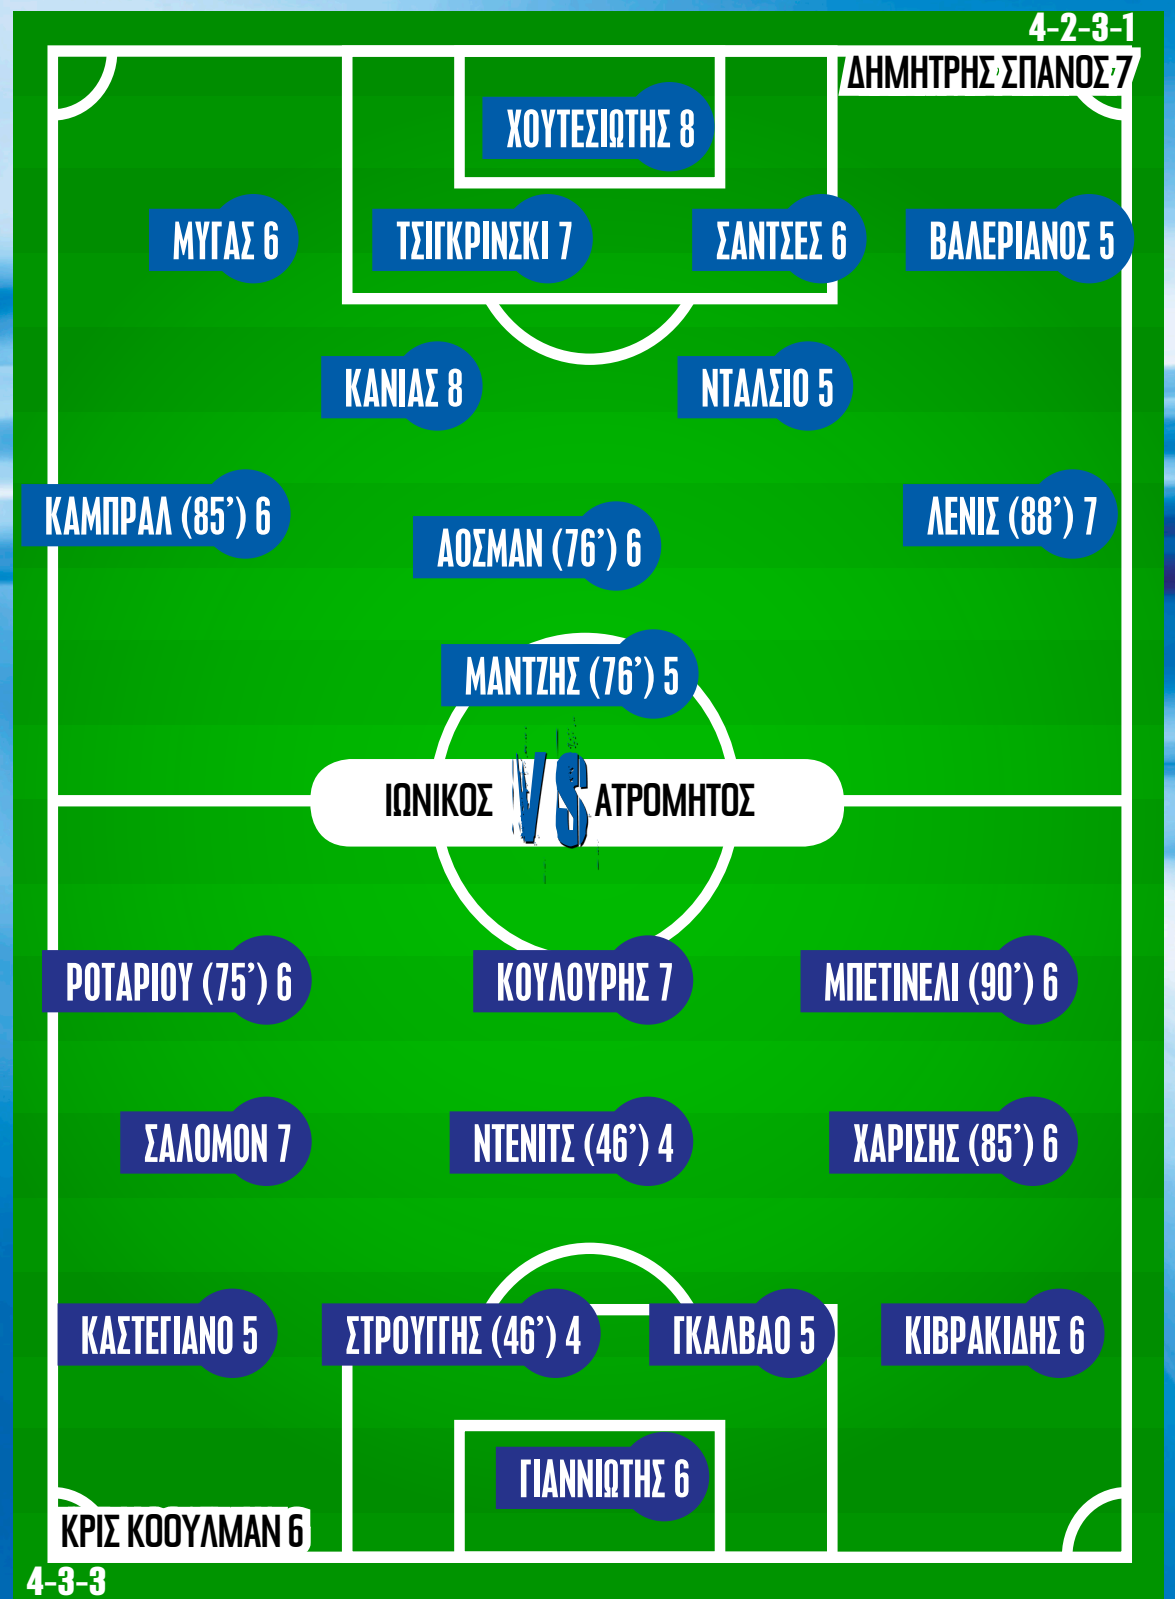 4-2-3-1
ΔΗΜΗΤΡΗΣ ΣΠΑΝΟΣ 7
ΧΟΥΤΕΣΙΩΤΗΣ 8
ΜΥΓΑΣ 6
ΤΣΙΓΚΡΙΝΣΚΙ 7
ΣΑΝΤΣΕΣ 6
ΒΑΛΕΡΙΑΝΟΣ 5
ΚΑΝΙΑΣ 8
ΝΤΑΛΣΙΟ 5
ΚΑΜΠΡΑΛ (85’) 6
ΑΟΣΜΑΝ (76’) 6
ΛΕΝΙΣ (88’) 7
ΜΑΝΤΖΗΣ (76’) 5
ΙΩΝΙΚΟΣ VS ΑΤΡΟΜΗΤΟΣ
ΡΟΤΑΡΙΟΥ (75’) 6
ΚΟΥΛΟΥΡΗΣ 7
ΜΠΕΤΙΝΕΛΙ (90’) 6
ΣΑΛΟΜΟΝ 7
ΝΤΕΝΙΤΣ (46’) 4
ΧΑΡΙΣΗΣ (85’) 6
ΚΑΣΤΕΓΙΑΝΟ 5
ΣΤΡΟΥΓΓΗΣ (46’) 4
ΓΚΑΛΒΑΟ 5
ΚΙΒΡΑΚΙΔΗΣ 6
ΓΙΑΝΝΙΩΤΗΣ 6
ΚΡΙΣ ΚΟΟΥΛΜΑΝ 6
4-3-3